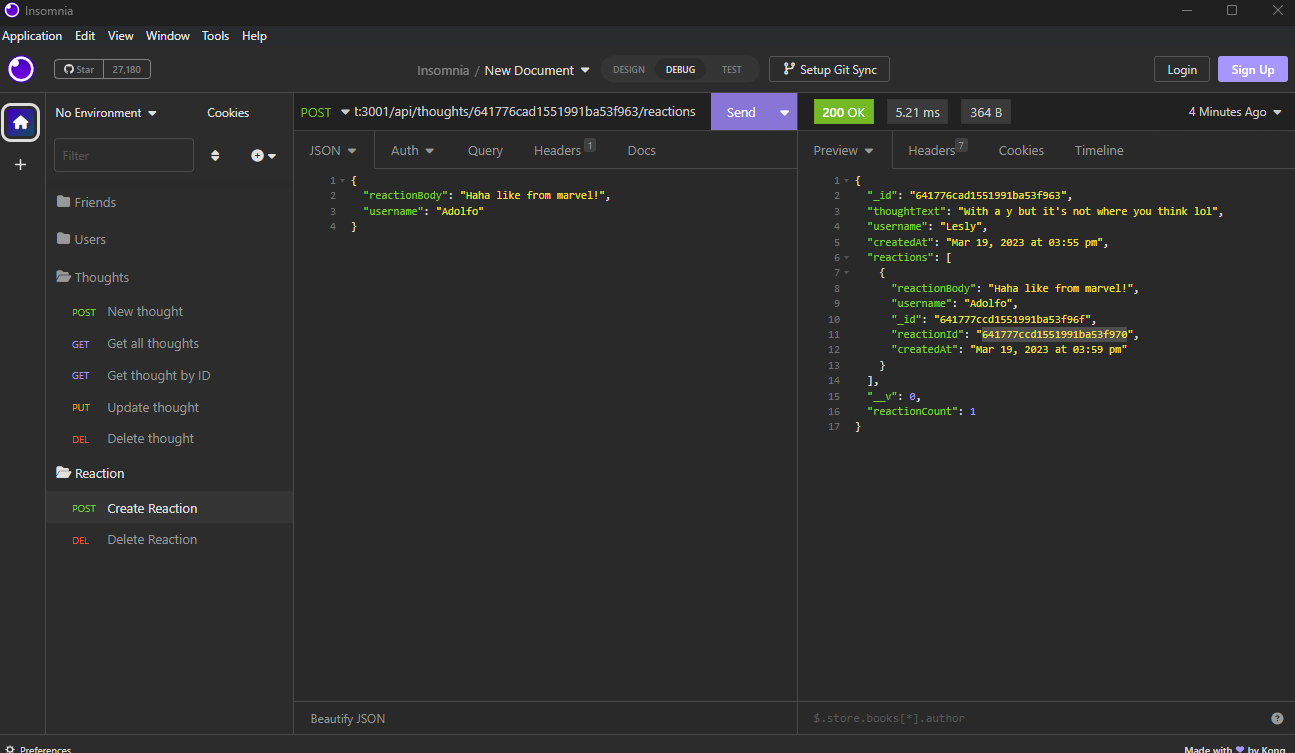 Insomnia
Application Edit View Window Tools Help
Star 27,180
Insomnia / New Document
DESIGN DEBUG TEST
Setup Git Sync
Login
Sign Up
No Environment
Cookies
Filter
Friends
Users
Thoughts
POST New thought
GET Get all thoughts
GET Get thought by ID
PUT Update thought
DEL Delete thought
Reaction
POST Create Reaction
DEL Delete Reaction
POST t:3001/api/thoughts/641776cad1551991ba53f963/reactions
Send
JSON Auth Query Headers 1 Docs
1 {
2 "reactionBody": "Haha like from marvel!",
3 "username": "Adolfo"
4 }
Beautify JSON
200 OK 5.21 ms 364 B
4 Minutes Ago
Preview Headers 7 Cookies Timeline
1 {
2 "_id": "641776cad1551991ba53f963",
3 "thoughtText": "With a y but it's not where you think lol",
4 "username": "Lesly",
5 "createdAt": "Mar 19, 2023 at 03:55 pm",
6 "reactions": [
7 {
8 "reactionBody": "Haha like from marvel!",
9 "username": "Adolfo",
10 "_id": "641777ccd1551991ba53f96f",
11 "reactionId": "641777ccd1551991ba53f970",
12 "createdAt": "Mar 19, 2023 at 03:59 pm"
13 }
14 ],
15 "__v": 0,
16 "reactionCount": 1
17 }
$.store.books[*].author
?
Preferences
Made with 💜 by Kong